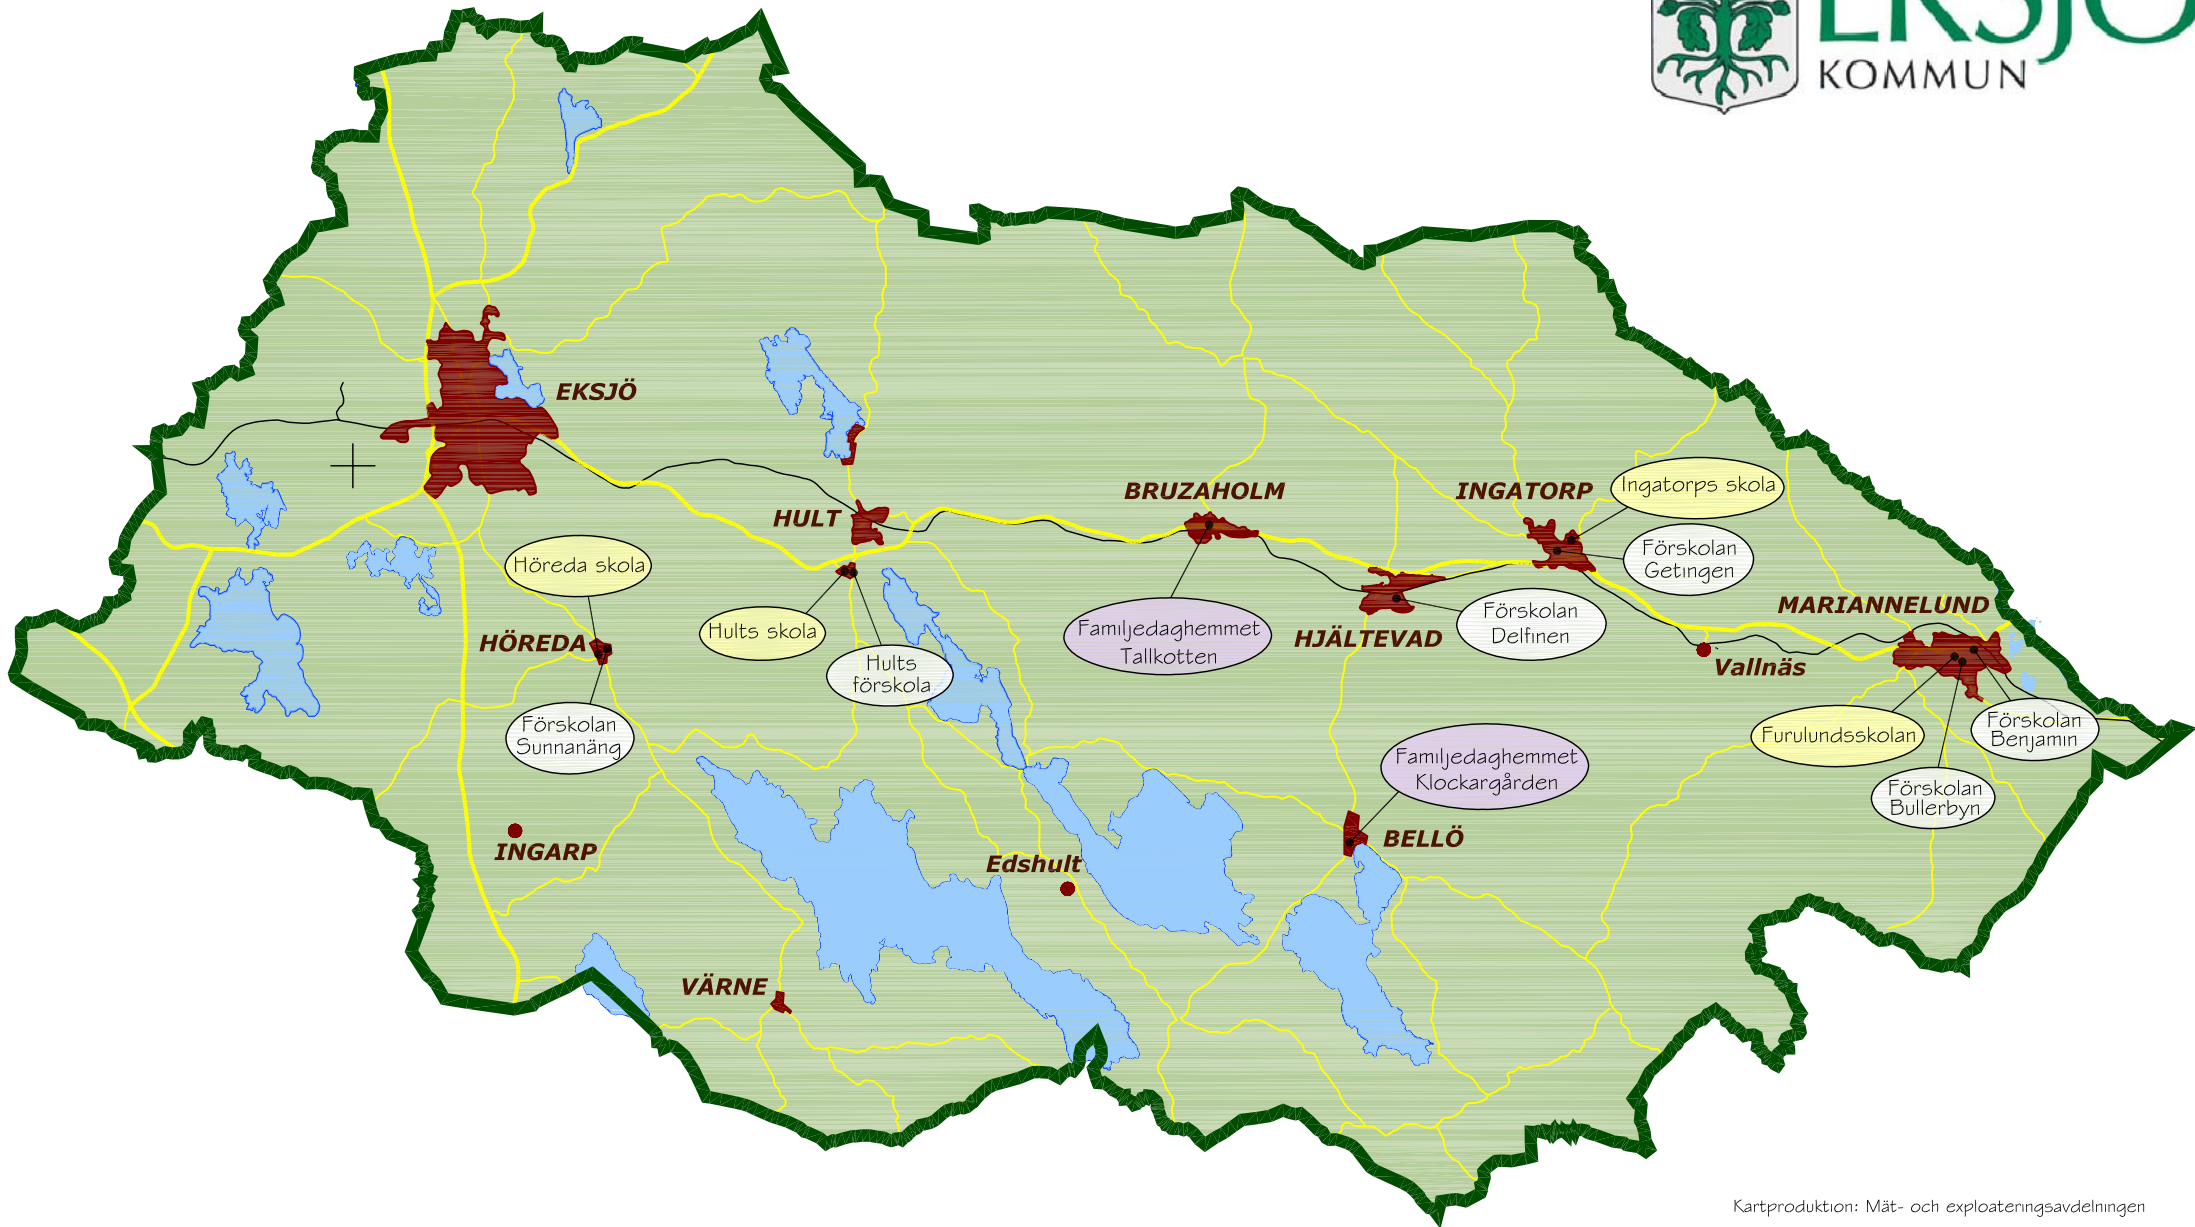 EKSJÖ
KOMMUN
EKSJÖ
BRUZAHOLM
INGATORP
Ingatorps skola
HULT
Höreda skola
Förskolan
Getingen
MARIANNELUND
Hults skola
Familjedaghemmet
Tallkotten
Förskolan
Delfinen
HJÄLTEVAD
HÖREDA
Hults
förskola
Vallnäs
Förskolan
Sunnanäng
Furulundsskolan
Förskolan
Benjamin
Familjedaghemmet
Klockargården
Förskolan
Bullerbyn
INGARP
BELLÖ
Edshult
VÄRNE
Kartproduktion: Mät- och exploateringsavdelningen